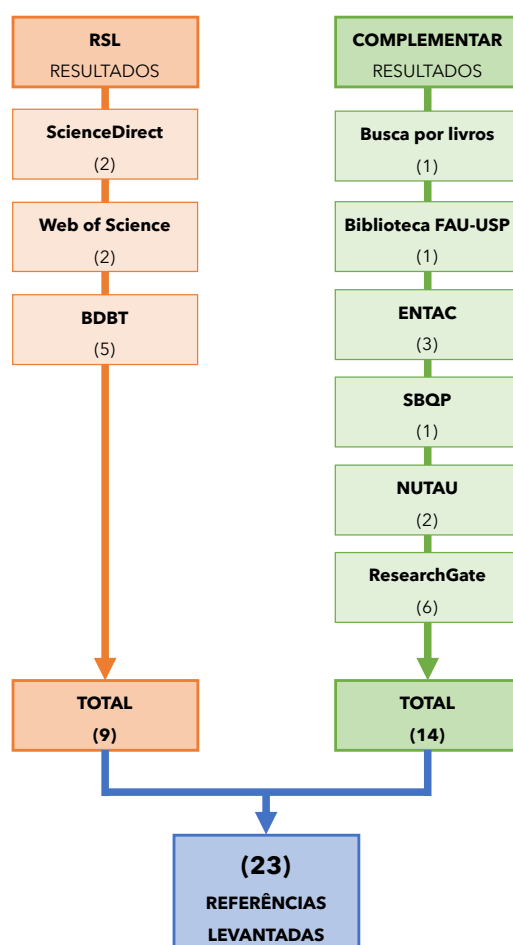 RSL
RESULTADOS
ScienceDirect
(2)
Web of Science
(2)
BDBT
(5)
TOTAL
(9)
COMPLEMENTAR
RESULTADOS
Busca por livros
(1)
Biblioteca FAU-USP
(1)
ENTAC
(3)
SBQP
(1)
NUTAU
(2)
ResearchGate
(6)
TOTAL
(14)
(23)
REFERÊNCIAS
LEVANTADAS